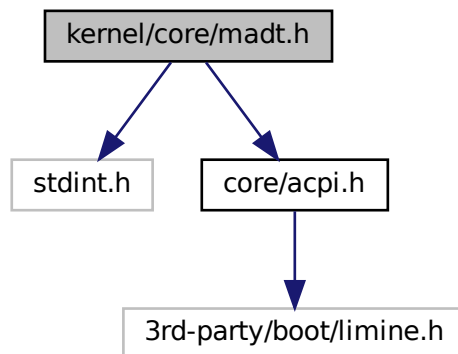 kernel/core/madt.h
stdint.h
core/acpi.h
3rd-party/boot/limine.h